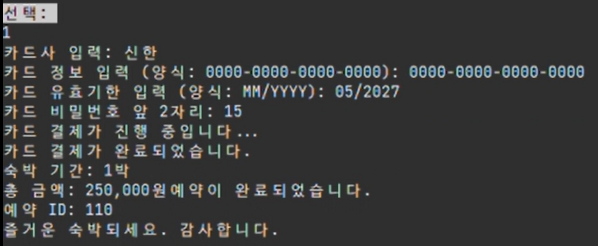 선택:
1
카드사 입력: 신한
카드 정보 입력 (양식: 0000-0000-0000-0000): 0000-0000-0000-0000
카드 유효기한 입력 (양식: MM/YYYY): 05/2027
카드 비밀번호 앞 2자리: 15
카드 결제가 진행 중입니다...
카드 결제가 완료되었습니다.
숙박 기간: 1박
총 금액: 250,000원예약이 완료되었습니다.
예약 ID: 110
즐거운 숙박되세요. 감사합니다.